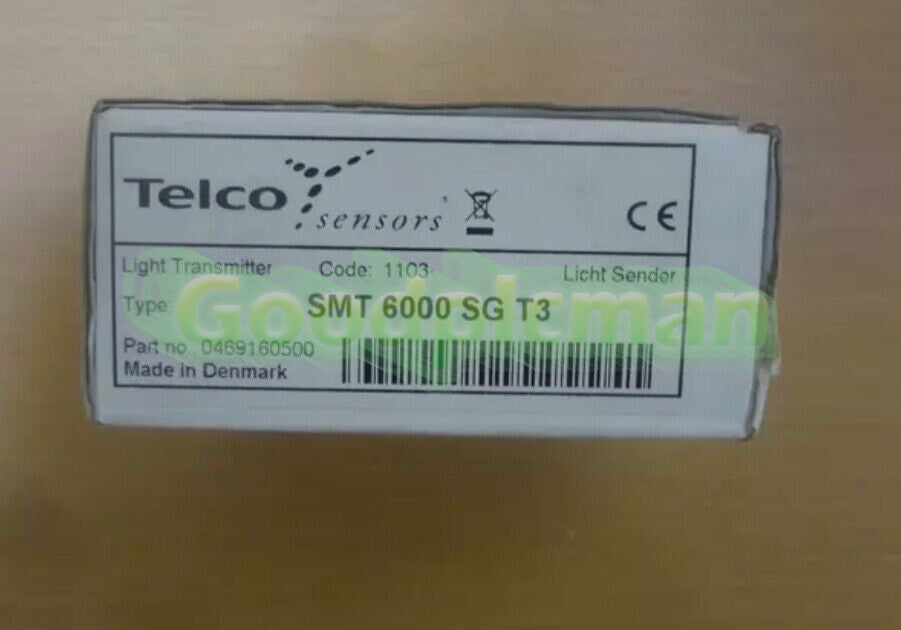 Telco sensors
CE
Light Transmitter Code: 1103 Licht Sender
Type: SMT 6000 SG T3
Part no. 0469160500
Made in Denmark
Goodplcman